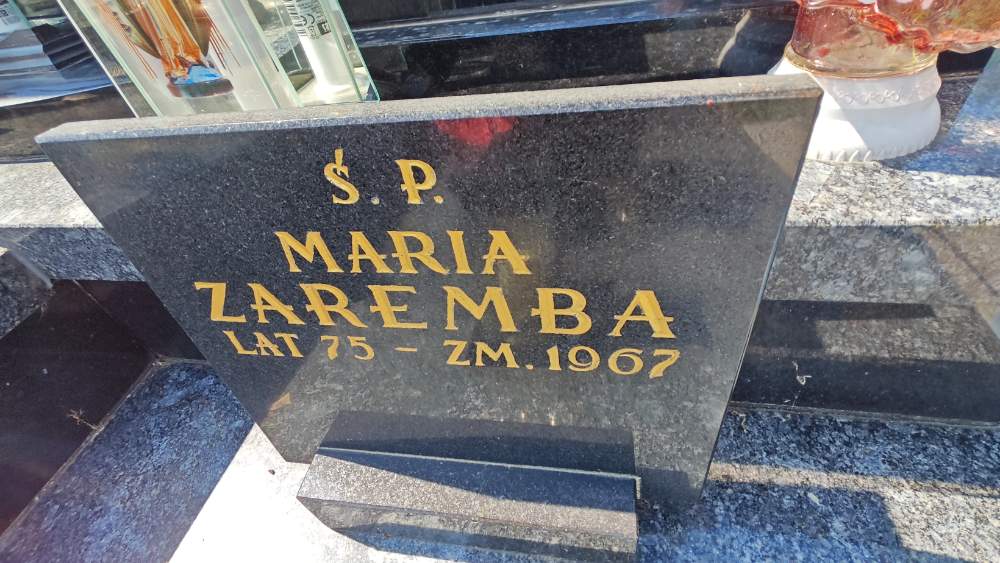 Ś. P.
MARIA
ZAREMBA
LAT 75 - ZM. 1967